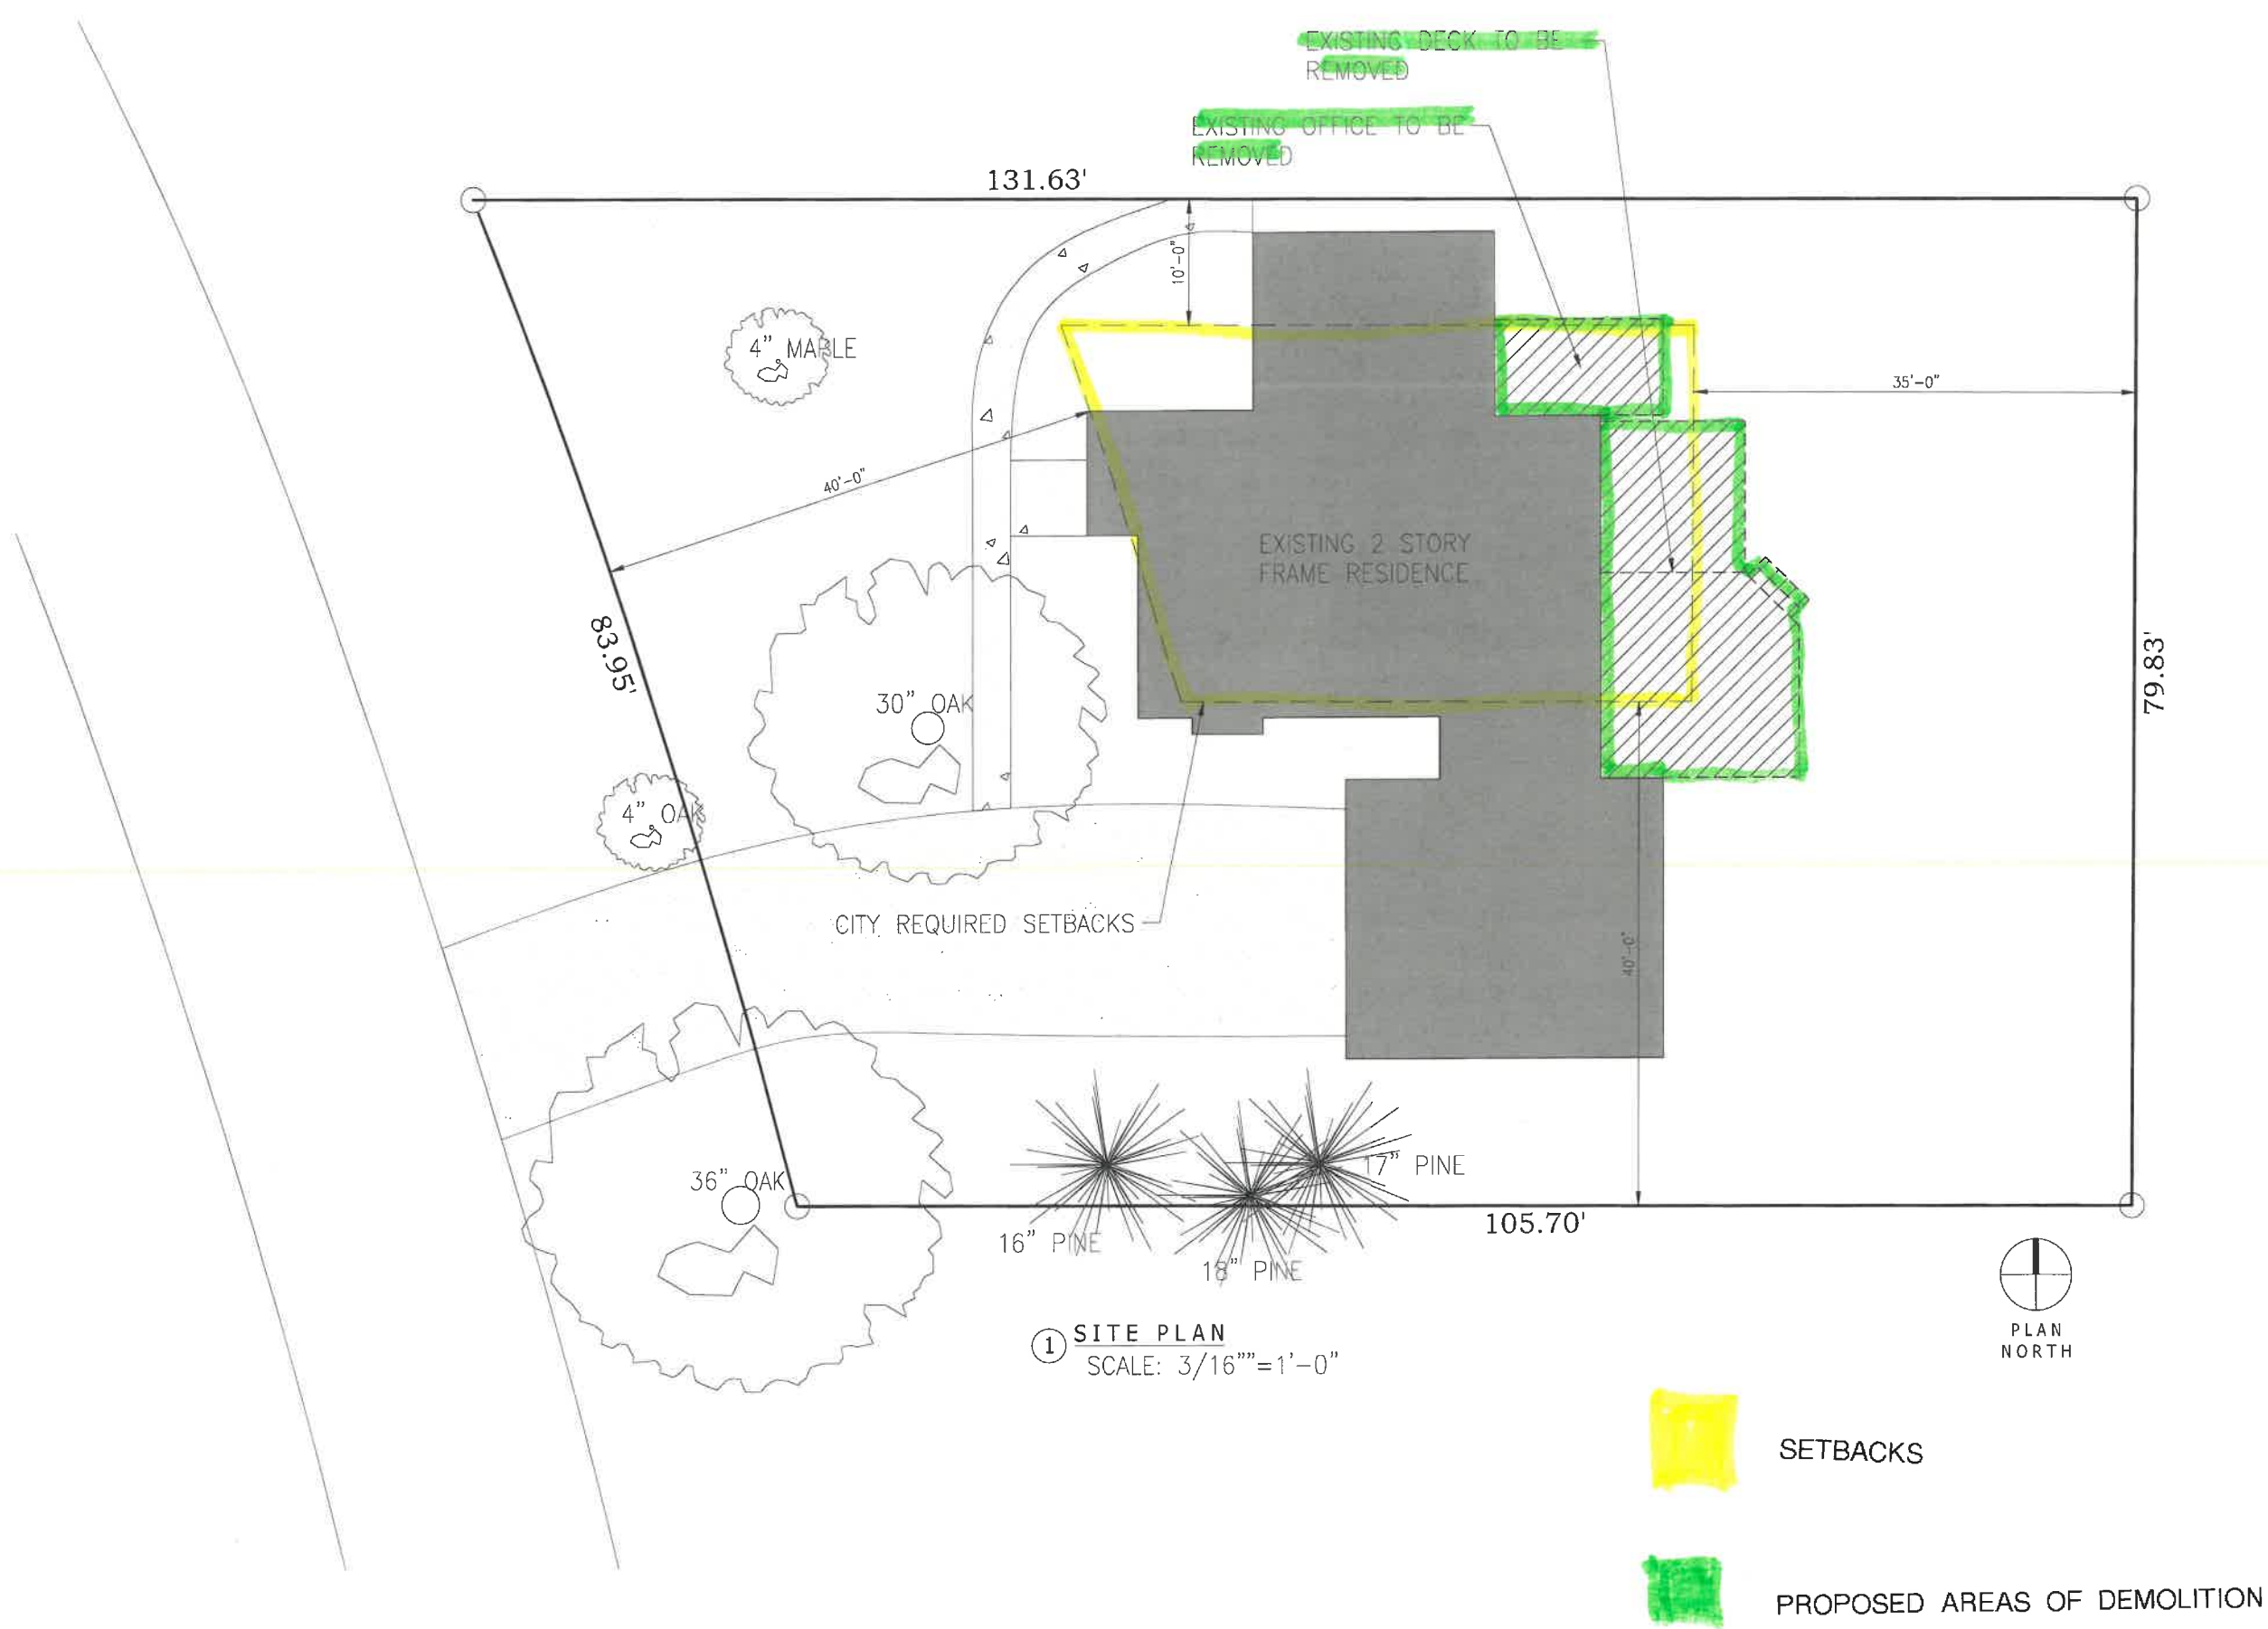 EXISTING DECK TO BE
REMOVED
EXISTING OFFICE TO BE
REMOVED
131.63'
10'-0"
4" MAPLE
35'-0"
40'-0"
EXISTING 2 STORY
FRAME RESIDENCE
83.95'
79.83'
30" OAK
4" OAK
CITY REQUIRED SETBACKS
40'-0"
36" OAK
17" PINE
105.70'
16" PINE
18" PINE
1 SITE PLAN
SCALE: 3/16""=1'-0"
PLAN
NORTH
SETBACKS
PROPOSED AREAS OF DEMOLITION